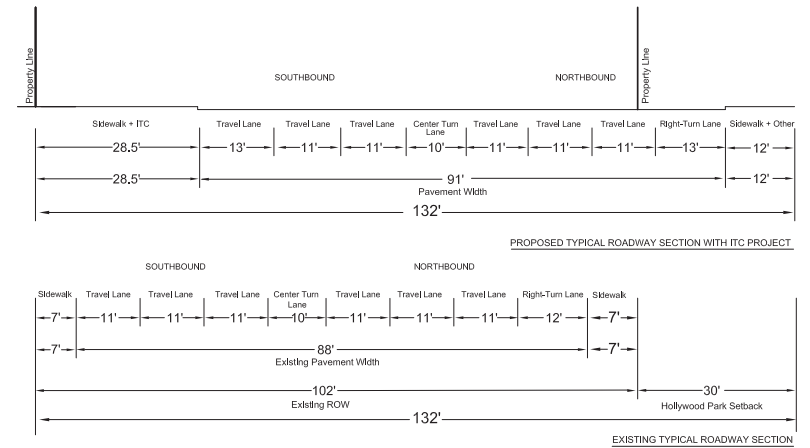 Property Line
Property Line
SOUTHBOUND NORTHBOUND
Sidewalk + ITC Travel Lane Travel Lane Travel Lane Center Turn Lane Travel Lane Travel Lane Travel Lane Right-Turn Lane Sidewalk + Other
28.5' 13' 11' 11' 10' 11' 11' 11' 13' 12'
28.5' 91' 12'
Pavement Width
132'
PROPOSED TYPICAL ROADWAY SECTION WITH ITC PROJECT
SOUTHBOUND NORTHBOUND
Sidewalk Travel Lane Travel Lane Travel Lane Center Turn Lane Travel Lane Travel Lane Travel Lane Right-Turn Lane Sidewalk
7' 11' 11' 11' 10' 11' 11' 11' 12' 7'
7' 88' 7'
Existing Pavement Width
102' 30'
Existing ROW Hollywood Park Setback
132'
EXISTING TYPICAL ROADWAY SECTION